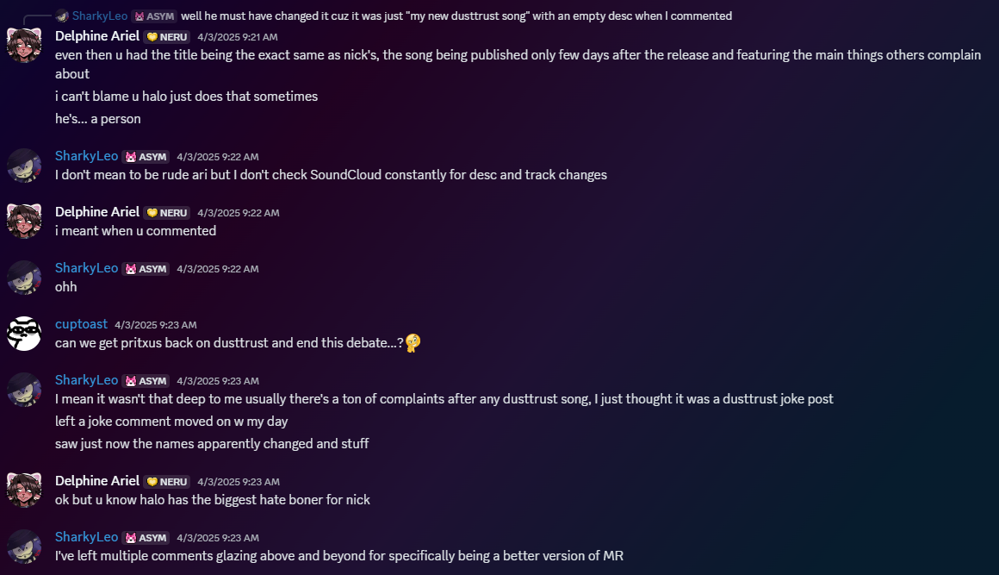 SharkyLeo ASYM well he must have changed it cuz it was just "my new dusttrust song" with an empty desc when I commented
Delphine Ariel NERU 4/3/2025 9:21 AM
even then u had the title being the exact same as nick's, the song being published only few days after the release and featuring the main things others complain
about
i can't blame u halo just does that sometimes
he's... a person
SharkyLeo ASYM 4/3/2025 9:22 AM
I don't mean to be rude ari but I don't check SoundCloud constantly for desc and track changes
Delphine Ariel NERU 4/3/2025 9:22 AM
i meant when u commented
SharkyLeo ASYM 4/3/2025 9:22 AM
ohh
cuptoast 4/3/2025 9:23 AM
can we get pritxus back on dusttrust and end this debate...?
SharkyLeo ASYM 4/3/2025 9:23 AM
I mean it wasn't that deep to me usually there's a ton of complaints after any dusttrust song, I just thought it was a dusttrust joke post
left a joke comment moved on w my day
saw just now the names apparently changed and stuff
Delphine Ariel NERU 4/3/2025 9:23 AM
ok but u know halo has the biggest hate boner for nick
SharkyLeo ASYM 4/3/2025 9:23 AM
I've left multiple comments glazing above and beyond for specifically being a better version of MR